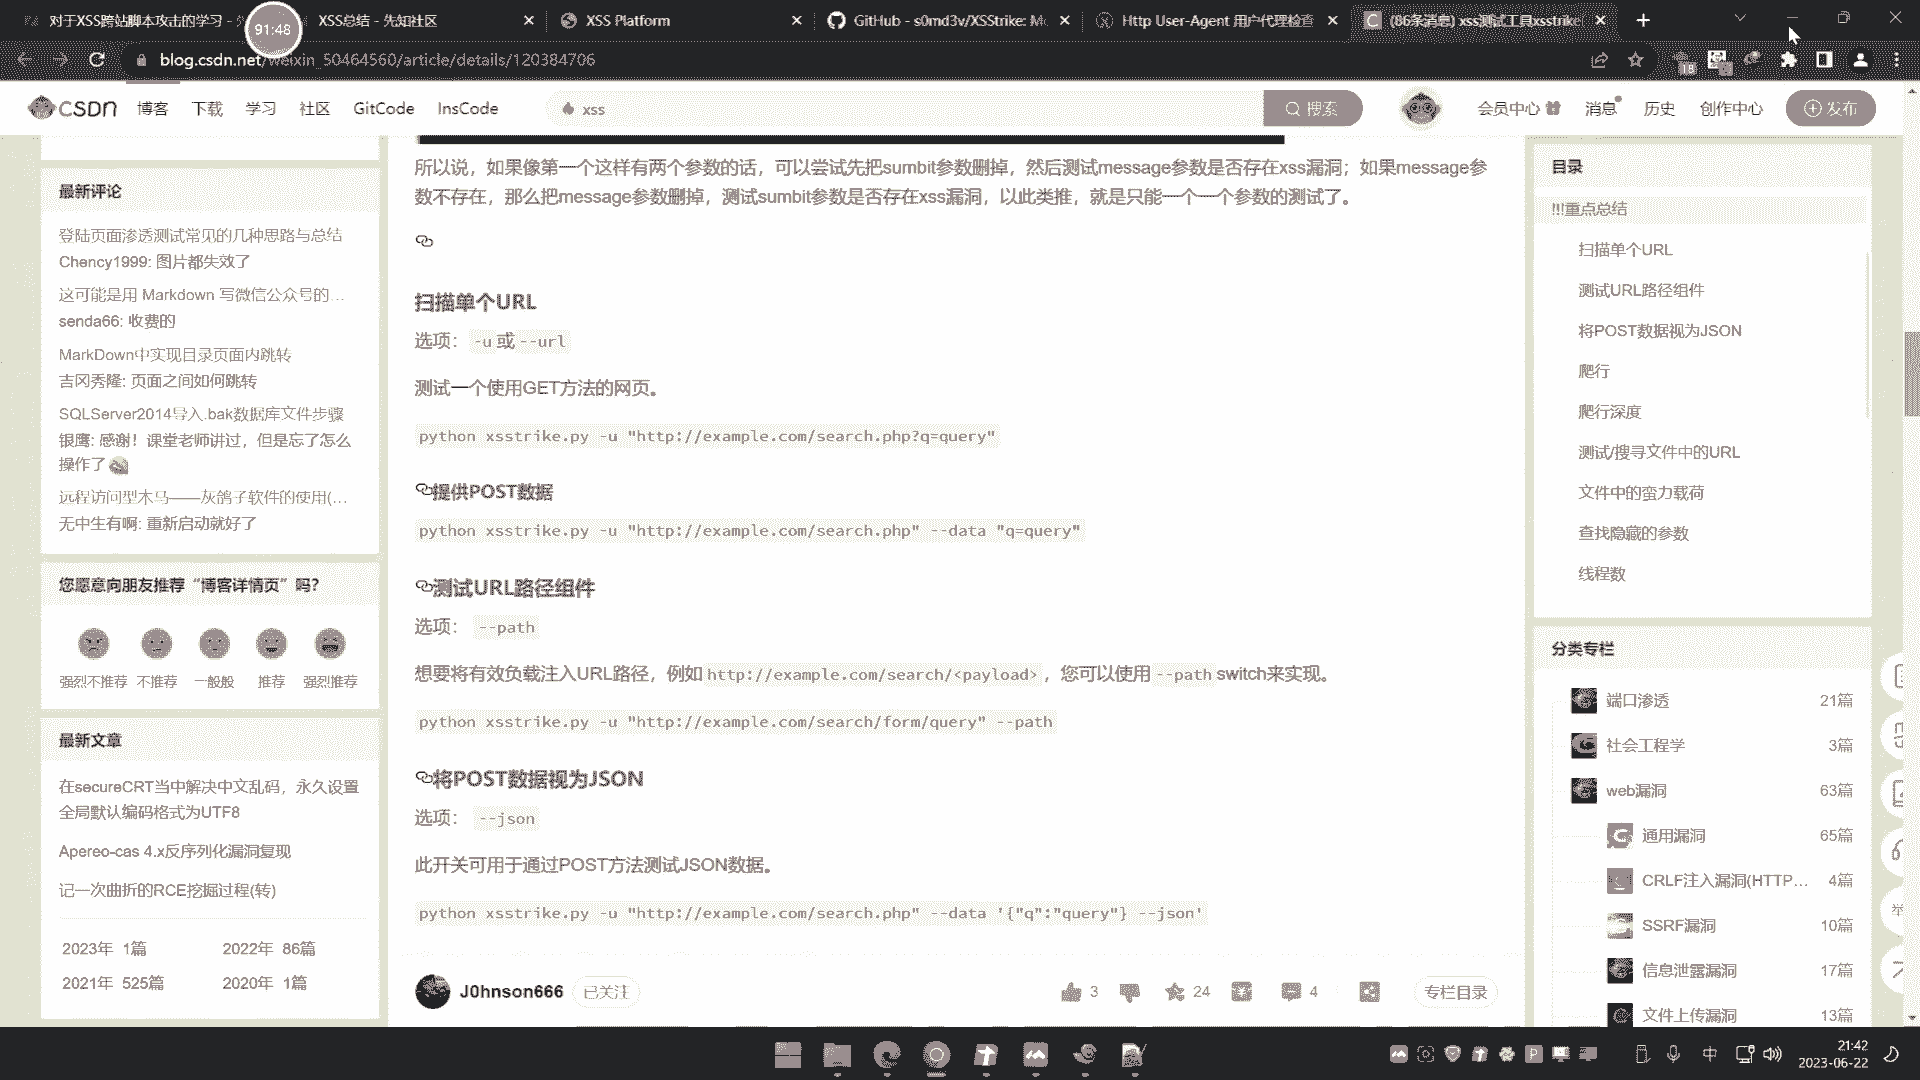 对于XSS跨站脚本攻击的学习 -
91:48
XSS总结 - 先知社区
XSS Platform
GitHub - s0md3v/XSStrike: Mo
Http User-Agent 用户代理检查
(86条消息) xss测试工具xsstrike
blog.csdn.net/weixin_50464560/article/details/120384706
18
CSDN
博客
下载
学习
社区
GitCode
InsCode
xss
搜索
会员中心
消息
历史
创作中心
发布
最新评论
登陆页面渗透测试常见的几种思路与总结
Chency1999: 图片都失效了
这可能是用 Markdown 写微信公众号的…
senda66: 收费的
MarkDown中实现目录页面内跳转
吉冈秀隆: 页面之间如何跳转
SQLServer2014导入.bak数据库文件步骤
银鹰: 感谢！课堂老师讲过，但是忘了怎么
操作了
远程访问型木马——灰鸽子软件的使用(…
无中生有啊: 重新启动就好了
您愿意向朋友推荐“博客详情页”吗？
强烈不推荐
不推荐
一般般
推荐
强烈推荐
最新文章
在secureCRT当中解决中文乱码，永久设置
全局默认编码格式为UTF8
Apereo-cas 4.x反序列化漏洞复现
记一次曲折的RCE挖掘过程(转)
2023年 1篇
2022年 86篇
2021年 525篇
2020年 1篇
所以说，如果像第一个这样有两个参数的话，可以尝试先把sumbit参数删掉，然后测试message参数是否存在xss漏洞；如果message参
数不存在，那么把message参数删掉，测试sumbit参数是否存在xss漏洞，以此类推，就是只能一个一个参数的测试了。
扫描单个URL
选项： -u 或 --url
测试一个使用GET方法的网页。
python xsstrike.py -u "http://example.com/search.php?q=query"
提供POST数据
python xsstrike.py -u "http://example.com/search.php" --data "q=query"
测试URL路径组件
选项： --path
想要将有效负载注入URL路径，例如 http://example.com/search/<payload> ，您可以使用 --path switch来实现。
python xsstrike.py -u "http://example.com/search/form/query" --path
将POST数据视为JSON
选项： --json
此开关可用于通过POST方法测试JSON数据。
python xsstrike.py -u "http://example.com/search.php" --data '{"q":"query"} --json'
J0hnson666
已关注
3
24
4
专栏目录
目录
!!!重点总结
扫描单个URL
测试URL路径组件
将POST数据视为JSON
爬行
爬行深度
测试/搜寻文件中的URL
文件中的蛮力载荷
查找隐藏的参数
线程数
分类专栏
端口渗透 21篇
社会工程学 3篇
web漏洞 63篇
通用漏洞 65篇
CRLF注入漏洞(HTTP… 4篇
SSRF漏洞 10篇
信息泄露漏洞 17篇
文件上传漏洞 13篇
中
21:42
2023-06-22